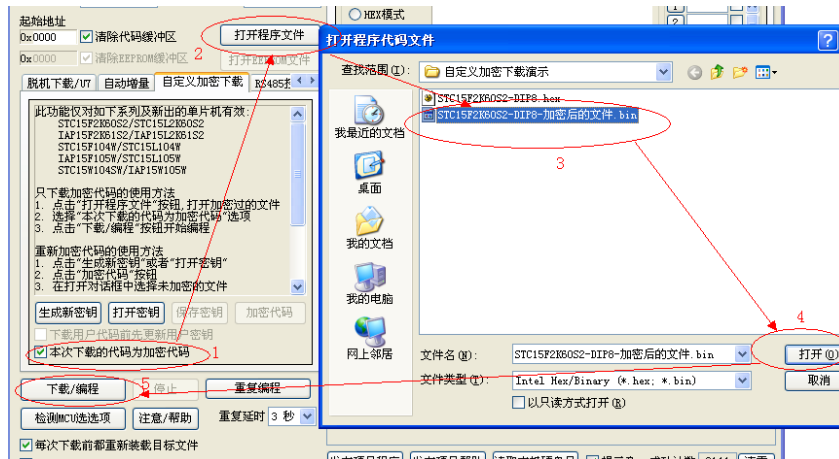 起始地址
0x0000 清除代码缓冲区 2 打开程序文件
0x0000 清除EEPROM缓冲区 打开EEPROM文件
脱机下载/U7 自动增量 自定义加密下载 RS485控
此功能仅对如下系列及新出的单片机有效:
STC15F2K60S2/STC15L2K60S2
IAP15F2K61S2/IAP15L2K61S2
STC15F104W/STC15L104W
IAP15F105W/STC15L105W
STC15W104SW/IAP15W105W
只下载加密代码的使用方法
1. 点击"打开程序文件"按钮,打开加密过的文件
2. 选择"本次下载的代码为加密代码"选项
3. 点击"下载/编程"按钮开始编程
重新加密代码的使用方法
1. 点击"生成新密钥"或者"打开密钥"
2. 点击"加密代码"按钮
3. 在打开对话框中选择未加密的文件
生成新密钥 打开密钥 保存密钥 加密代码
下载用户代码前先更新用户密钥
本次下载的代码为加密代码 1
下载/编程 5 停止 重复编程
检测MCU选项 注意/帮助 重复延时 3 秒
每次下载前都重新装载目标文件
HEX模式
1
2
打开程序代码文件
查找范围(I): 自定义加密下载演示
STC15F2K60S2-DIP8.hex
STC15F2K60S2-DIP8-加密后的文件.bin
3
我最近的文档
桌面
我的文档
我的电脑
网上邻居
4
文件名(N): STC15F2K60S2-DIP8-加密后的文件.bin 打开(O)
文件类型(T): Intel Hex/Binary (*.hex; *.bin) 取消
以只读方式打开(R)